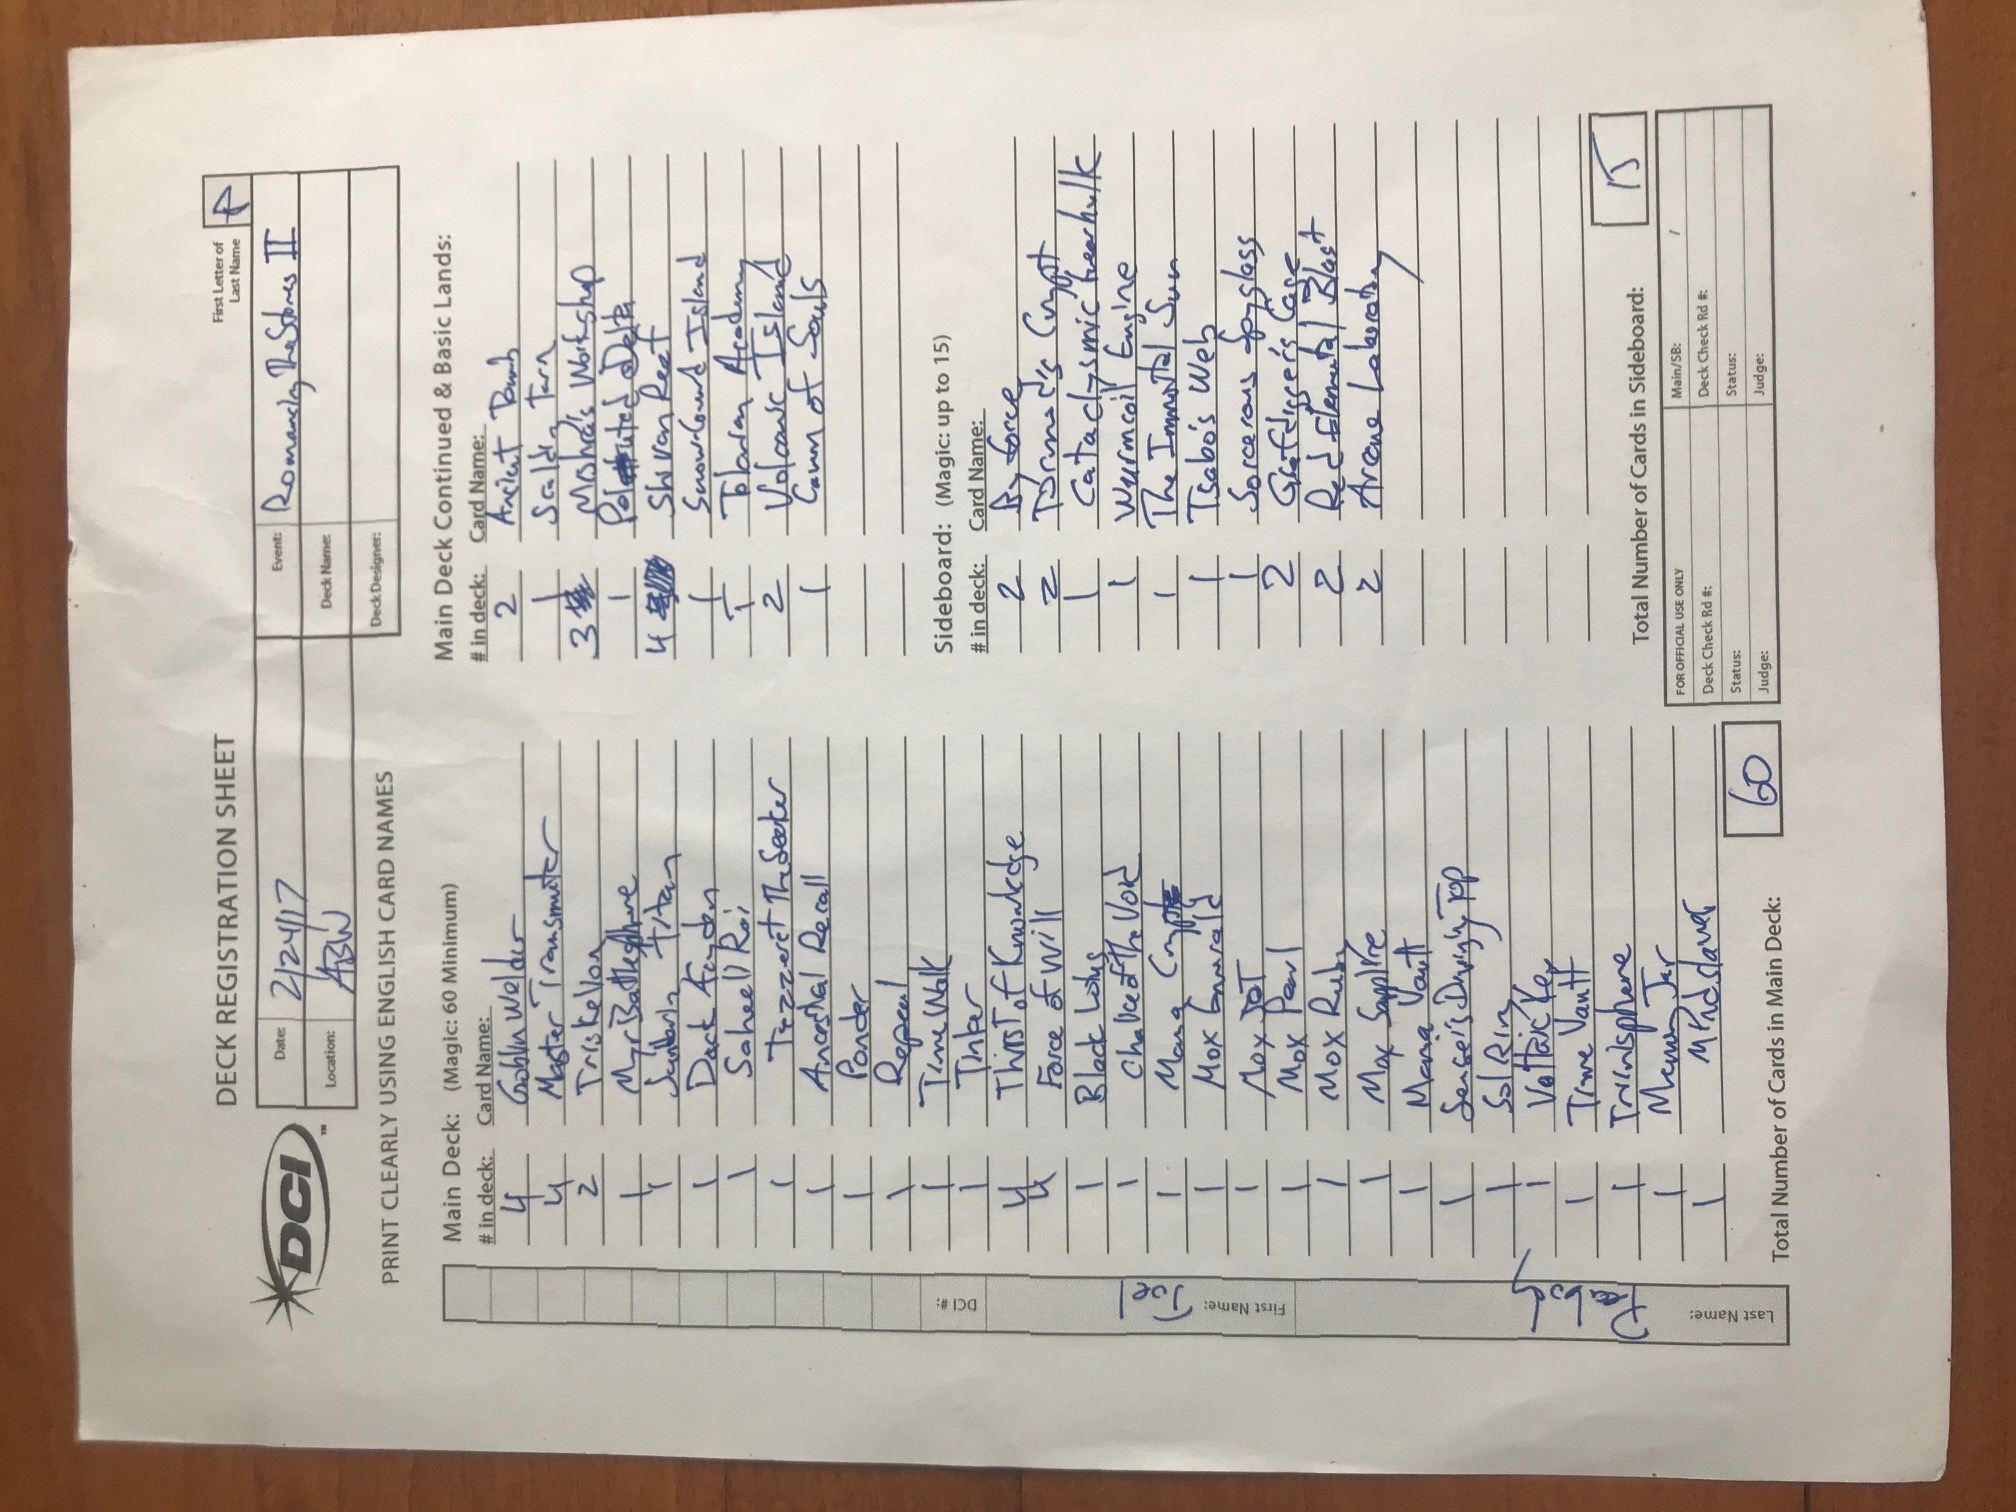 DECK REGISTRATION SHEET
First Letter of
Last Name
P
DCI
™
Date: 2/24/17
Event: Romancing The Stones II
Location: ABW
Deck Name:
Deck Designer:
PRINT CLEARLY USING ENGLISH CARD NAMES
DCI #:
First Name: Joel
Last Name: Peabody
Main Deck: (Magic: 60 Minimum)
# in deck: Card Name:
4 Goblin Welder
4 Master Transmuter
2 Triskelion
1 Myr Battlesphere
1 Sundering Titan
1 Dack Fayden
1 Saheeli Rai
1 Tezzeret The Seeker
1 Ancestral Recall
1 Ponder
1 Repeal
1 Time Walk
1 Tinker
4 Thirst of Knowledge
4 Force of Will
1 Black Lotus
1 Chalice of The Void
1 Mana Crypt
1 Mox Emerald
1 Mox Jet
1 Mox Pearl
1 Mox Ruby
1 Mox Sapphire
1 Mana Vault
1 Sensei's Divining Top
1 Sol Ring
1 Voltaic Key
1 Time Vault
1 Trinisphere
1 Memory Jar
1 Mindslaver
Total Number of Cards in Main Deck: 60
Main Deck Continued & Basic Lands:
# in deck: Card Name:
2 Ancient Tomb
1 Scalding Tarn
3 Mishra's Workshop
1 Polluted Delta
4 Shivan Reef
1 Snow-Covered Island
1 Tolarian Academy
2 Volcanic Island
1 Cavern of Souls
Sideboard: (Magic: up to 15)
# in deck: Card Name:
2 By force
2 Tormod's Crypt
1 Cataclysmic Gearhulk
1 Wurmcoil Engine
1 The Immortal Sun
1 Tsabo's Web
1 Sorcerous Spyglass
2 Grafdigger's Cage
2 Red Elemental Blast
2 Arcane Laboratory
Total Number of Cards in Sideboard: 15
FOR OFFICIAL USE ONLY
Main/SB: /
Deck Check Rd #:
Deck Check Rd #:
Status:
Status:
Judge:
Judge: